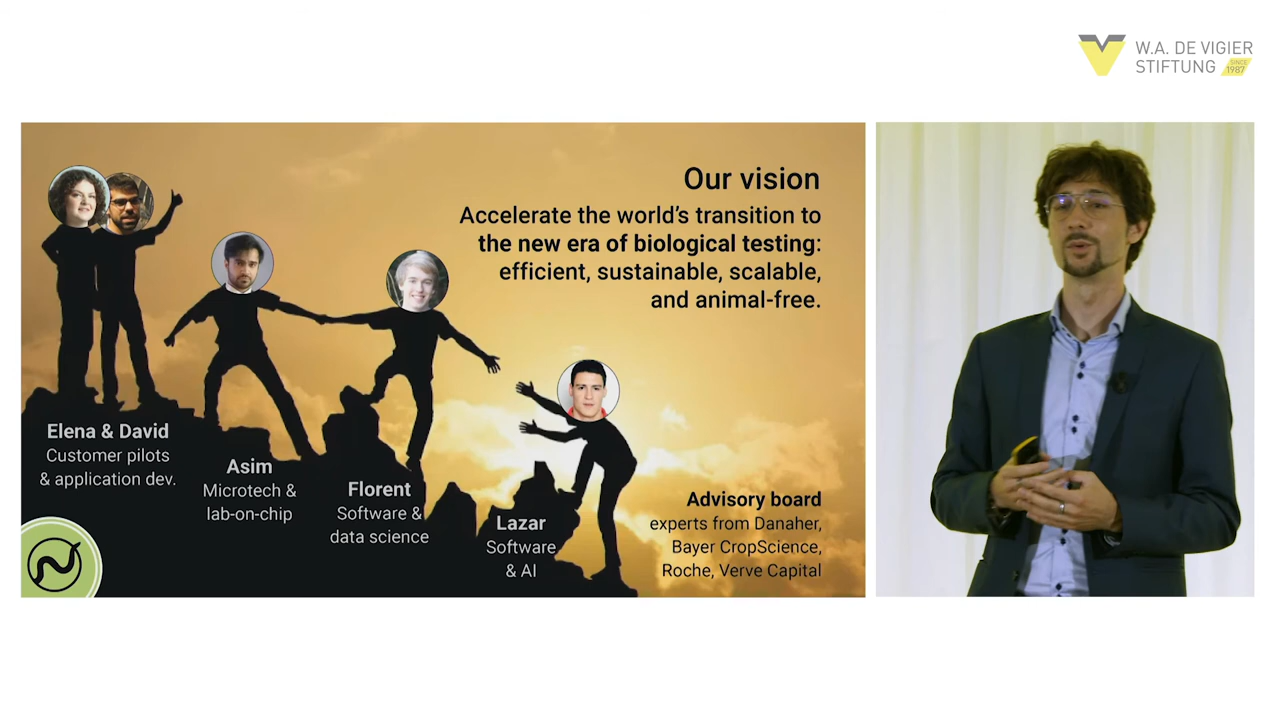 W.A. DE VIGIER
STIFTUNG SINCE 1987
Our vision
Accelerate the world's transition to
the new era of biological testing:
efficient, sustainable, scalable,
and animal-free.
Elena & David
Customer pilots
& application dev.
Asim
Microtech &
lab-on-chip
Florent
Software &
data science
Lazar
Software
& AI
Advisory board
experts from Danaher,
Bayer CropScience,
Roche, Verve Capital